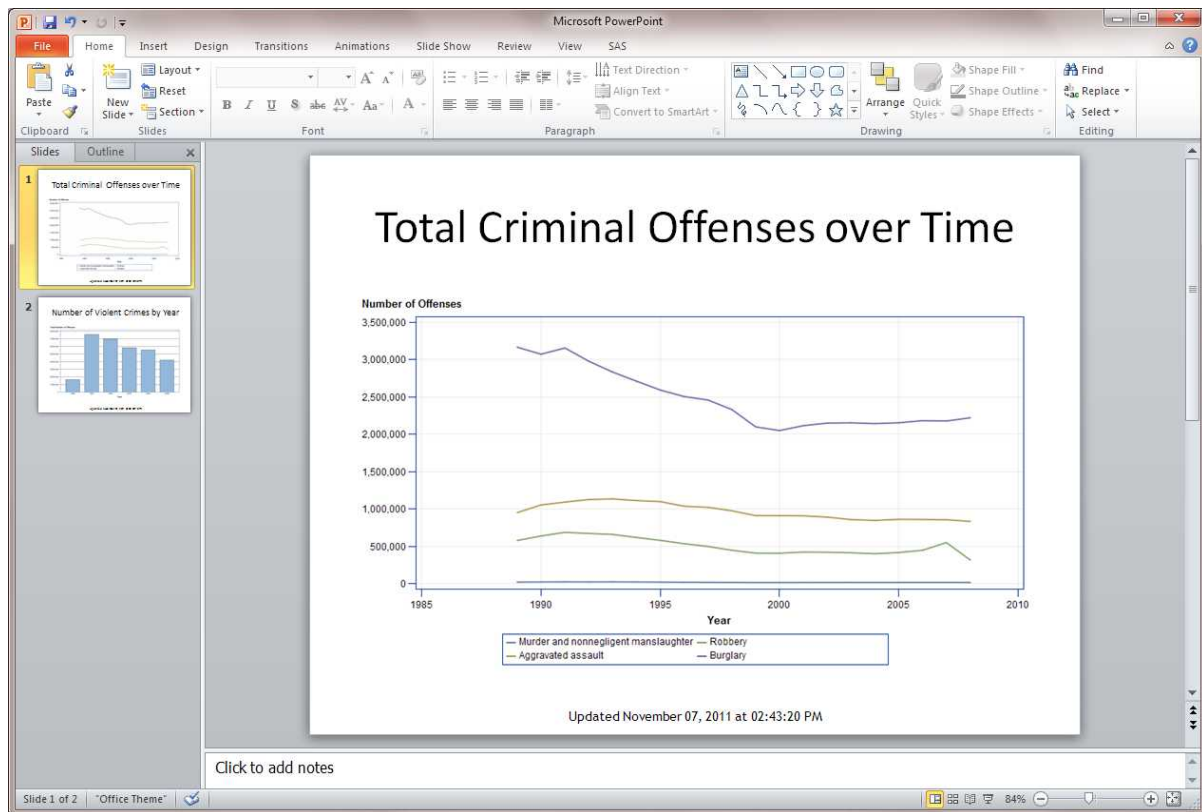 Microsoft PowerPoint
File Home Insert Design Transitions Animations Slide Show Review View SAS
Paste
Clipboard
New Slide
Layout
Reset
Section
Slides
B I U S abc AV Aa A
Font
Text Direction
Align Text
Convert to SmartArt
Paragraph
Arrange
Quick Styles
Shape Fill
Shape Outline
Shape Effects
Drawing
Find
Replace
Select
Editing
Slides Outline
1
Total Criminal Offenses over Time
2
Number of Violent Crimes by Year
Total Criminal Offenses over Time
Number of Offenses
3,500,000
3,000,000
2,500,000
2,000,000
1,500,000
1,000,000
500,000
0
1985 1990 1995 2000 2005 2010
Year
Murder and nonnegligent manslaughter Robbery
Aggravated assault Burglary
Updated November 07, 2011 at 02:43:20 PM
Click to add notes
Slide 1 of 2 "Office Theme" 84%